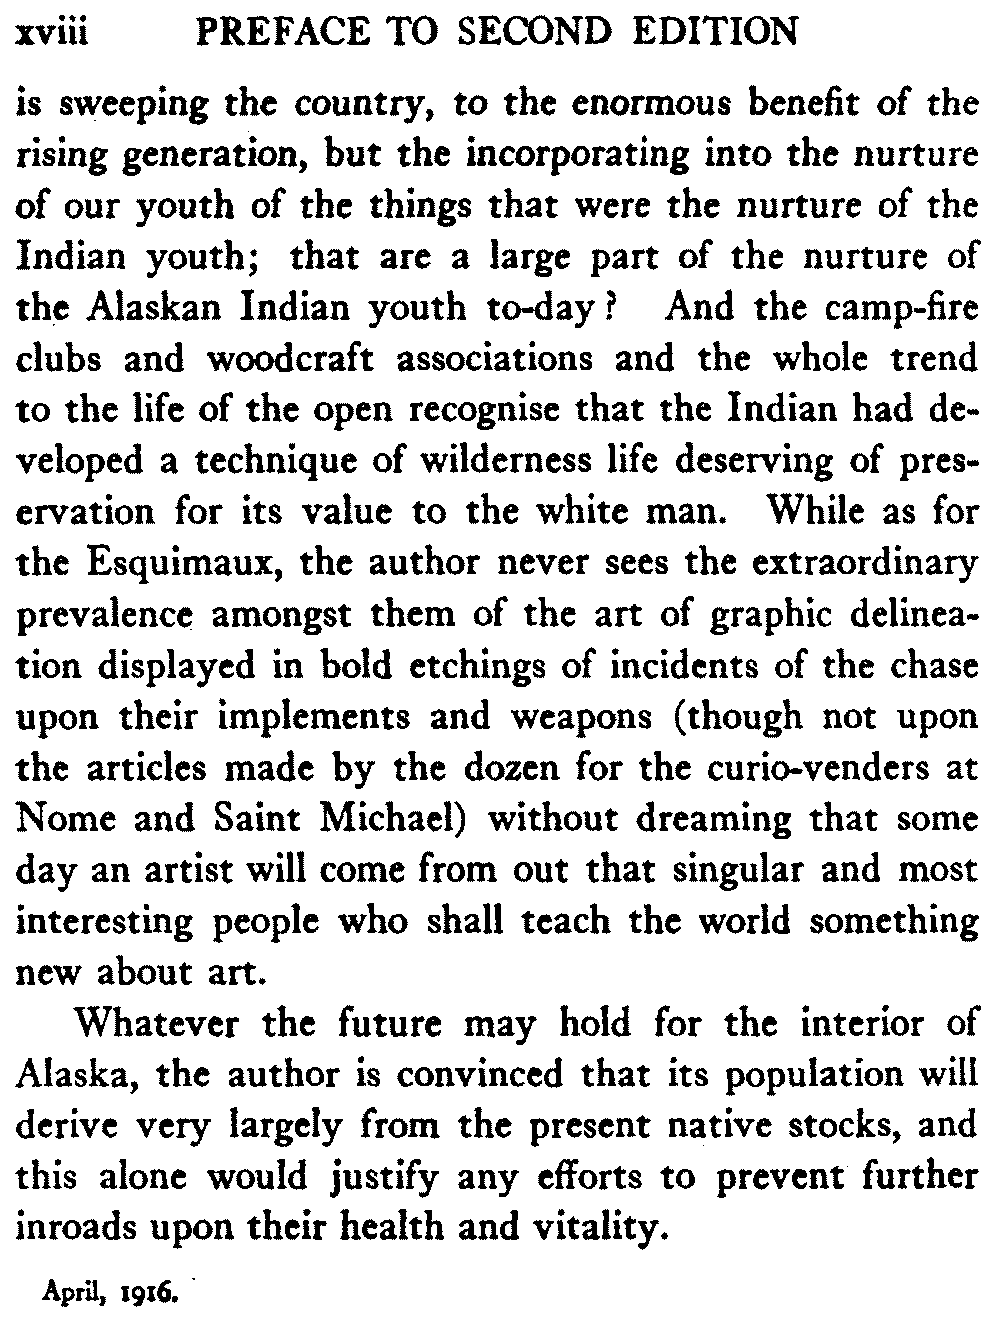 xviii PREFACE TO SECOND EDITION
is sweeping the country, to the enormous benefit of the
rising generation, but the incorporating into the nurture
of our youth of the things that were the nurture of the
Indian youth; that are a large part of the nurture of
the Alaskan Indian youth to-day? And the camp-fire
clubs and woodcraft associations and the whole trend
to the life of the open recognise that the Indian had de-
veloped a technique of wilderness life deserving of pres-
ervation for its value to the white man. While as for
the Esquimaux, the author never sees the extraordinary
prevalence amongst them of the art of graphic delinea-
tion displayed in bold etchings of incidents of the chase
upon their implements and weapons (though not upon
the articles made by the dozen for the curio-venders at
Nome and Saint Michael) without dreaming that some
day an artist will come from out that singular and most
interesting people who shall teach the world something
new about art.
Whatever the future may hold for the interior of
Alaska, the author is convinced that its population will
derive very largely from the present native stocks, and
this alone would justify any efforts to prevent further
inroads upon their health and vitality.
April, 1916.